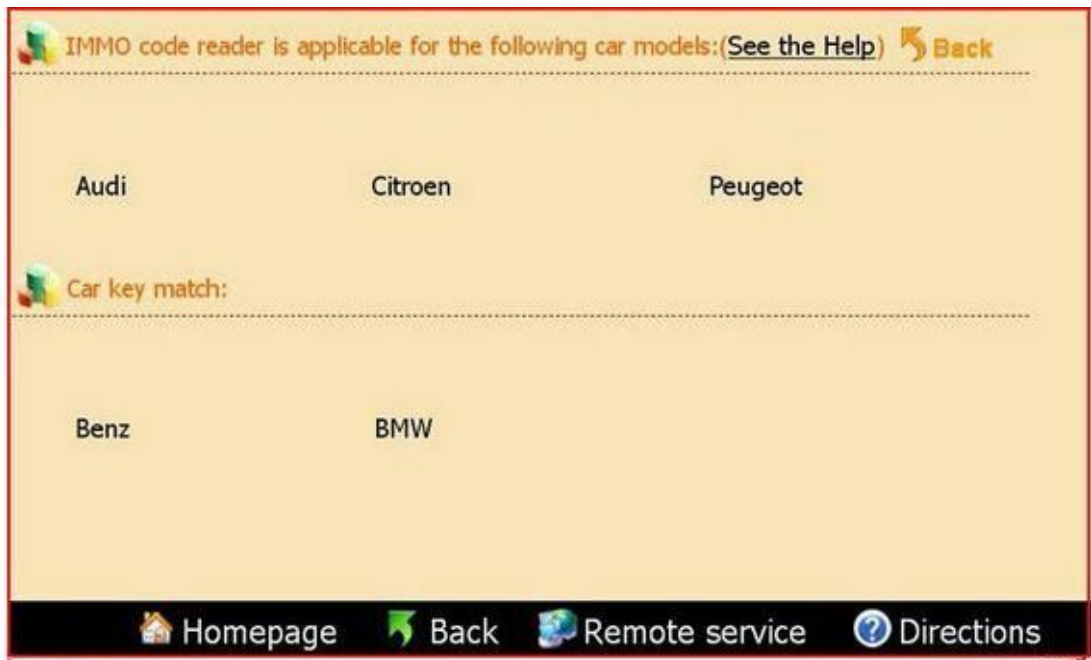 IMMO code reader is applicable for the following car models:(See the Help) Back
Audi Citroen Peugeot
Car key match:
Benz BMW
Homepage Back Remote service Directions